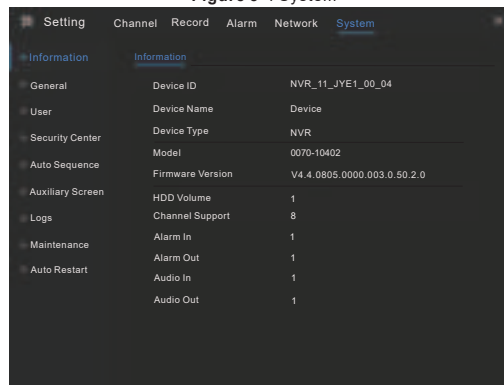 Setting Channel Record Alarm Network System
Information Information
General Device ID NVR_11_JYE1_00_04
User Device Name Device
Device Type NVR
Security Center
Model 0070-10402
Auto Sequence
Firmware Version V4.4.0805.0000.003.0.50.2.0
Auxiliary Screen HDD Volume 1
Logs Channel Support 8
Alarm In 1
Maintenance
Alarm Out 1
Auto Restart Audio In 1
Audio Out 1